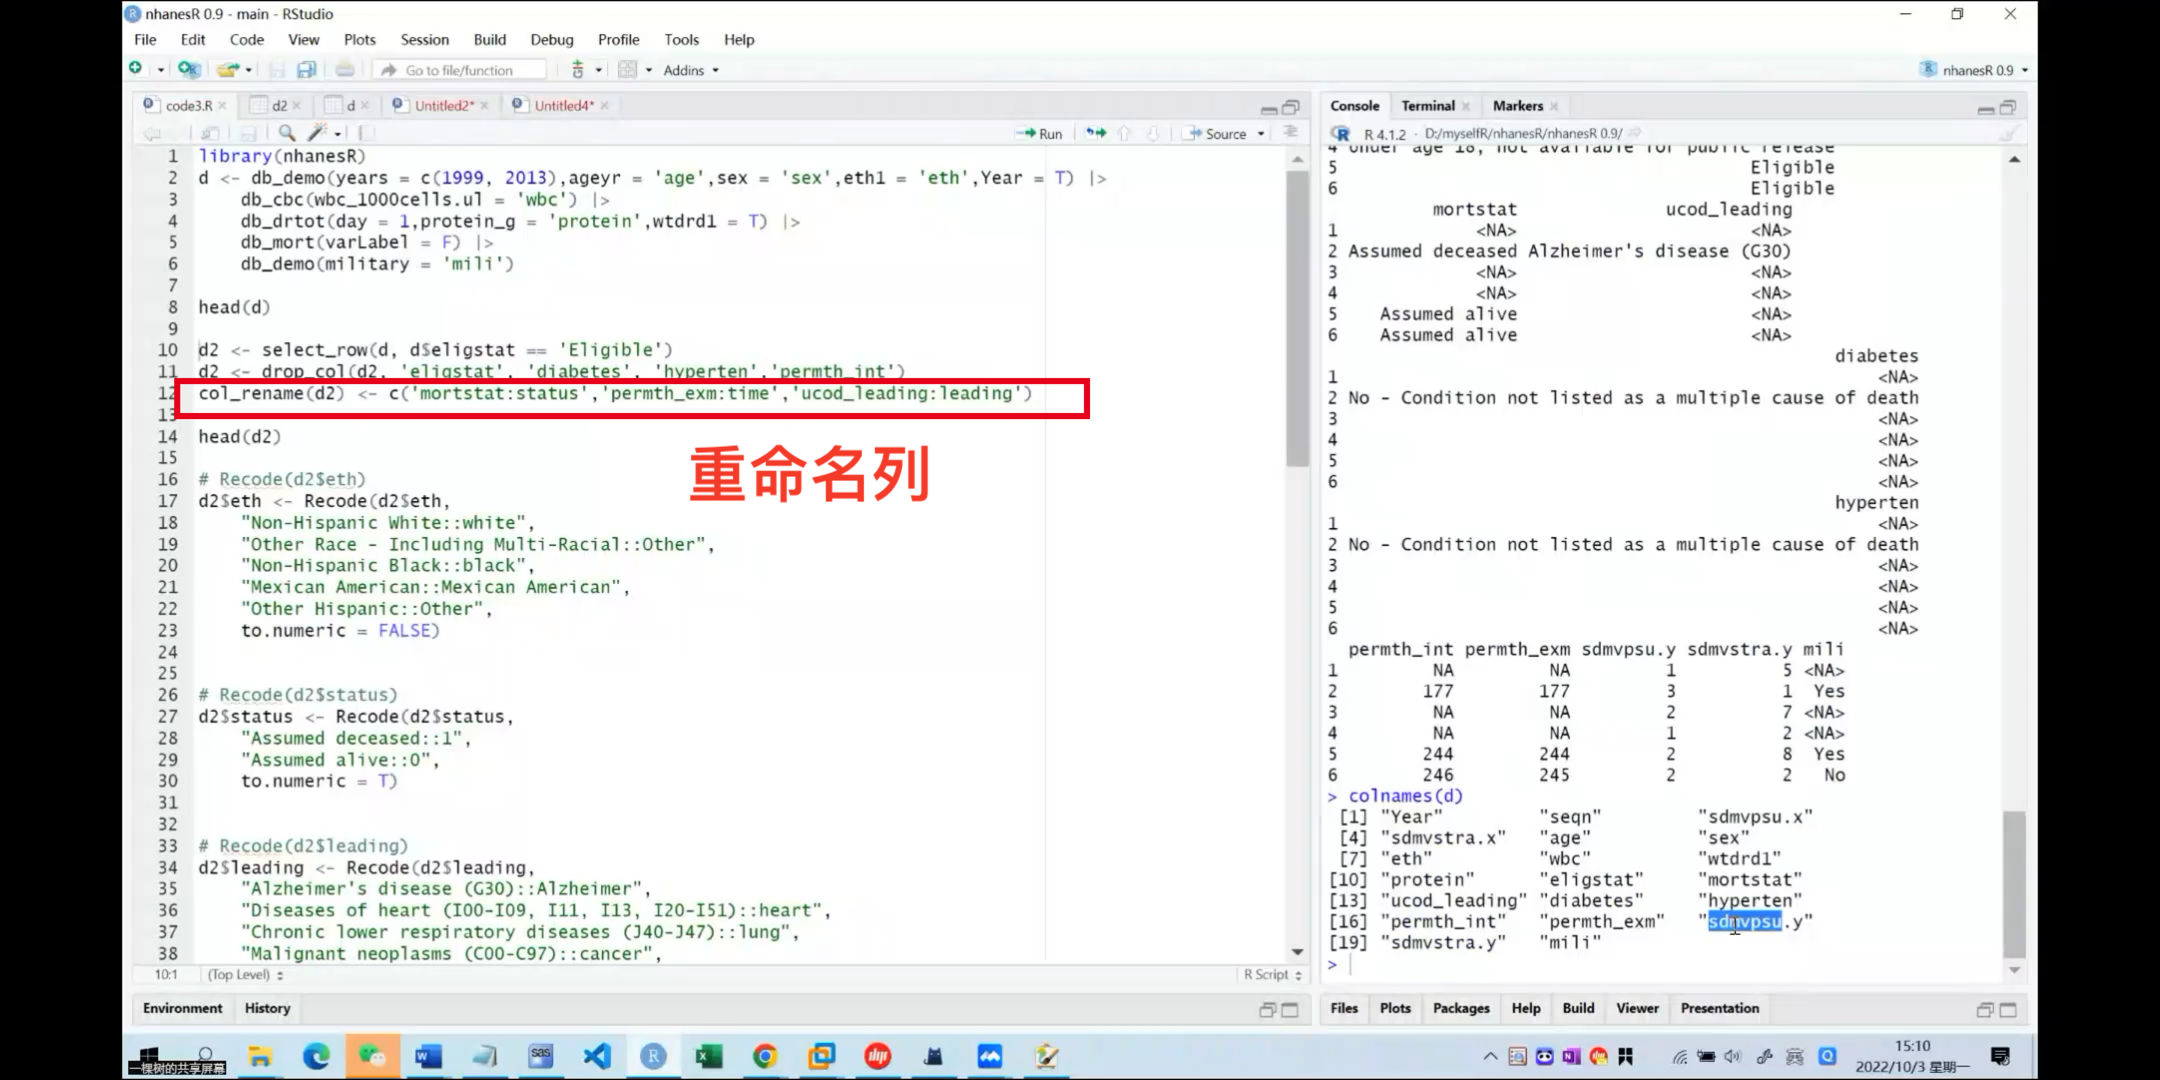 nhanesR 0.9 - main - RStudio
File Edit Code View Plots Session Build Debug Profile Tools Help
Go to file/function Addins nhanesR 0.9
code3.R d2 d Untitled2* Untitled4*
Run Source
1 library(nhanesR)
2 d <- db_demo(years = c(1999, 2013),ageyr = 'age',sex = 'sex',eth1 = 'eth',Year = T) |>
3 db_cbc(wbc_1000cells.ul = 'wbc') |>
4 db_drtot(day = 1,protein_g = 'protein',wtdrd1 = T) |>
5 db_mort(varLabel = F) |>
6 db_demo(military = 'mili')
7
8 head(d)
9
10 d2 <- select_row(d, d$eligstat == 'Eligible')
11 d2 <- drop_col(d2, 'eligstat', 'diabetes', 'hyperten','permth_int')
12 col_rename(d2) <- c('mortstat:status','permth_exm:time','ucod_leading:leading')
13
14 head(d2)
重命名列
15
16 # Recode(d2$eth)
17 d2$eth <- Recode(d2$eth,
18 "Non-Hispanic White::white",
19 "Other Race - Including Multi-Racial::Other",
20 "Non-Hispanic Black::black",
21 "Mexican American::Mexican American",
22 "Other Hispanic::Other",
23 to.numeric = FALSE)
24
25
26 # Recode(d2$status)
27 d2$status <- Recode(d2$status,
28 "Assumed deceased::1",
29 "Assumed alive::0",
30 to.numeric = T)
31
32
33 # Recode(d2$leading)
34 d2$leading <- Recode(d2$leading,
35 "Alzheimer's disease (G30)::Alzheimer",
36 "Diseases of heart (I00-I09, I11, I13, I20-I51)::heart",
37 "Chronic lower respiratory diseases (J40-J47)::lung",
38 "Malignant neoplasms (C00-C97)::cancer",
10:1 (Top Level) R Script
Environment History
Console Terminal Markers
R 4.1.2 · D:/myselfR/nhanesR/nhanesR 0.9/
4 Under age 18, not available for public release
5 Eligible
6 Eligible
mortstat ucod_leading
1 <NA> <NA>
2 Assumed deceased Alzheimer's disease (G30)
3 <NA> <NA>
4 <NA> <NA>
5 Assumed alive <NA>
6 Assumed alive <NA>
diabetes
1 <NA>
2 No - Condition not listed as a multiple cause of death
3 <NA>
4 <NA>
5 <NA>
6 <NA>
hyperten
1 <NA>
2 No - Condition not listed as a multiple cause of death
3 <NA>
4 <NA>
5 <NA>
6 <NA>
permth_int permth_exm sdmvpsu.y sdmvstra.y mili
1 NA NA 1 5 <NA>
2 177 177 3 1 Yes
3 NA NA 2 7 <NA>
4 NA NA 1 2 <NA>
5 244 244 2 8 Yes
6 246 245 2 2 No
> colnames(d)
[1] "Year" "seqn" "sdmvpsu.x"
[4] "sdmvstra.x" "age" "sex"
[7] "eth" "wbc" "wtdrd1"
[10] "protein" "eligstat" "mortstat"
[13] "ucod_leading" "diabetes" "hyperten"
[16] "permth_int" "permth_exm" "sdmvpsu.y"
[19] "sdmvstra.y" "mili"
>
Files Plots Packages Help Build Viewer Presentation
一棵树的共享屏幕
15:10
2022/10/3 星期一